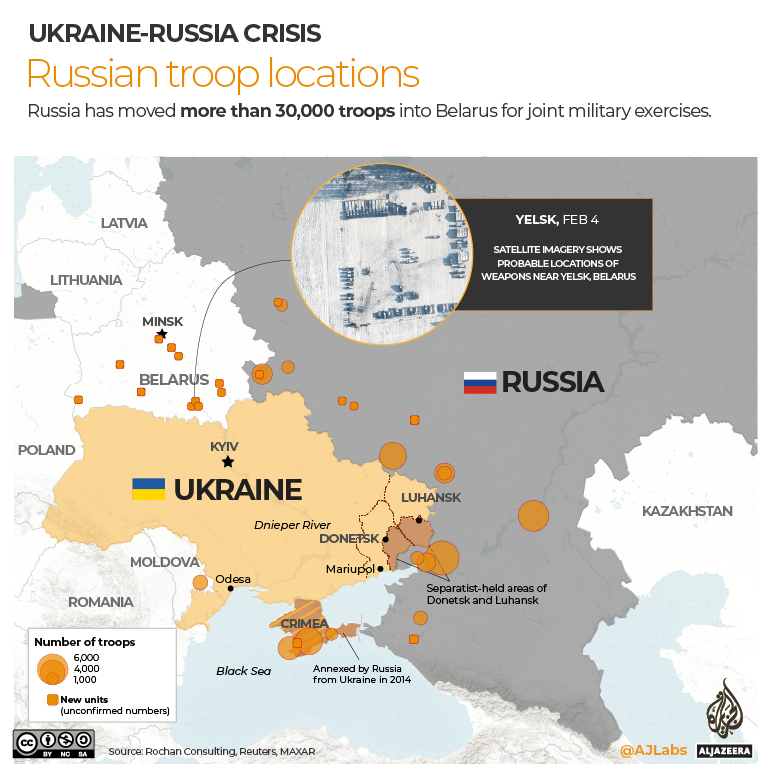 UKRAINE-RUSSIA CRISIS
Russian troop locations
Russia has moved more than 30,000 troops into Belarus for joint military exercises.
YELSK, FEB 4
SATELLITE IMAGERY SHOWS
PROBABLE LOCATIONS OF
WEAPONS NEAR YELSK, BELARUS
LATVIA
LITHUANIA
MINSK
BELARUS
RUSSIA
POLAND
KYIV
UKRAINE
LUHANSK
KAZAKHSTAN
Dnieper River
DONETSK
MOLDOVA
Mariupol
Odesa
Separatist-held areas of
Donetsk and Luhansk
ROMANIA
CRIMEA
Black Sea
Annexed by Russia
from Ukraine in 2014
Number of troops
6,000
4,000
1,000
New units
(unconfirmed numbers)
cc BY NC SA
Source: Rochan Consulting, Reuters, MAXAR
@AJLabs
ALJAZEERA